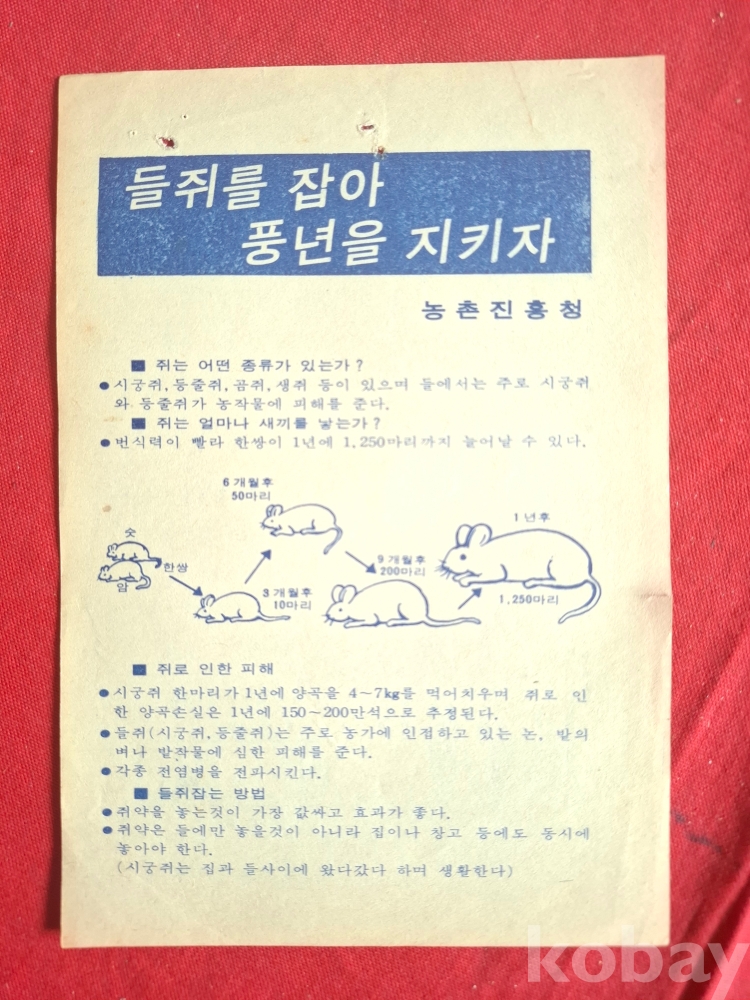 들쥐를 잡아
풍년을 지키자
농촌진흥청
■ 쥐는 어떤 종류가 있는가?
● 시궁쥐, 등줄쥐, 곰쥐, 생쥐 등이 있으며 들에서는 주로 시궁쥐
와 등줄쥐가 농작물에 피해를 준다.
■ 쥐는 얼마나 새끼를 낳는가?
● 번식력이 빨라 한쌍이 1년에 1,250마리까지 늘어날 수 있다.
6개월후
50마리
1년후
숫
암
한쌍
9개월후
200마리
3개월후
10마리
1,250마리
■ 쥐로 인한 피해
● 시궁쥐 한마리가 1년에 양곡을 4~7kg를 먹어치우며 쥐로 인
한 양곡손실은 1년에 150~200만석으로 추정된다.
● 들쥐(시궁쥐, 등줄쥐)는 주로 농가에 인접하고 있는 논, 밭의
벼나 밭작물에 심한 피해를 준다.
● 각종 전염병을 전파시킨다.
■ 들쥐잡는 방법
● 쥐약을 놓는것이 가장 값싸고 효과가 좋다.
● 쥐약은 들에만 놓을것이 아니라 집이나 창고 등에도 동시에
놓아야 한다.
(시궁쥐는 집과 들사이에 왔다갔다 하며 생활한다)
kobay